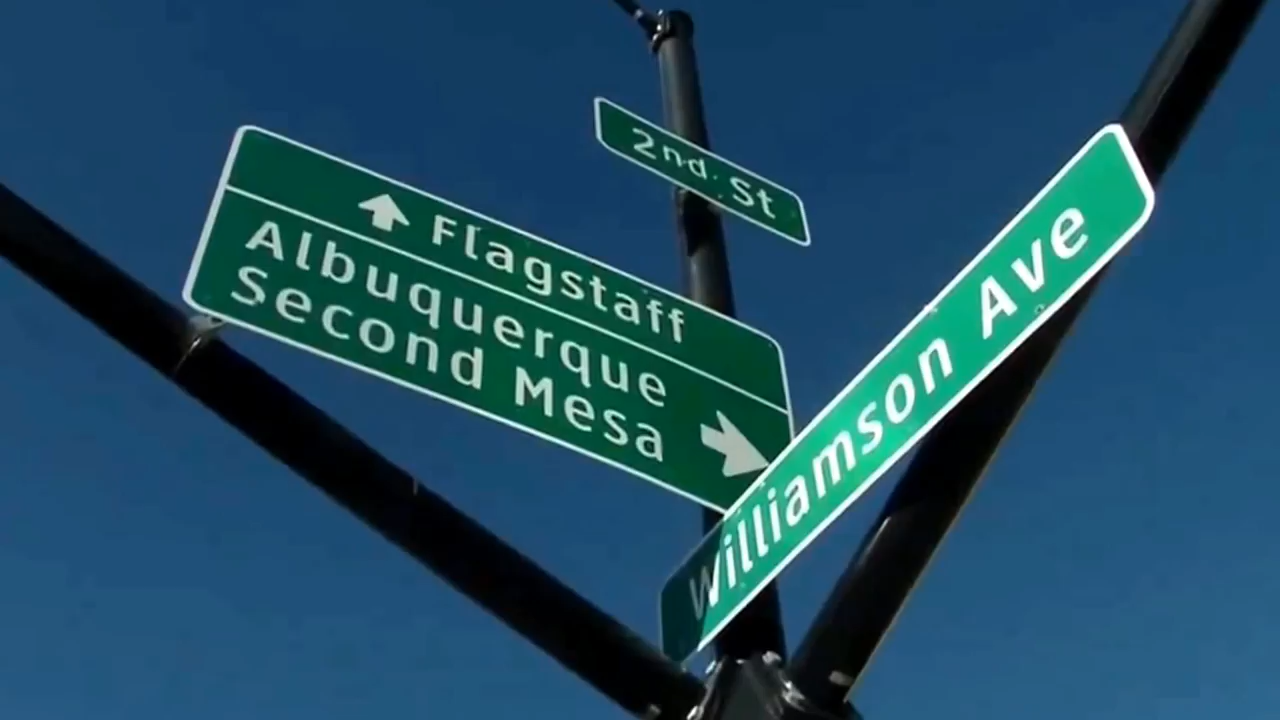 2nd. St
Flagstaff
Albuquerque
Second Mesa
Williamson Ave